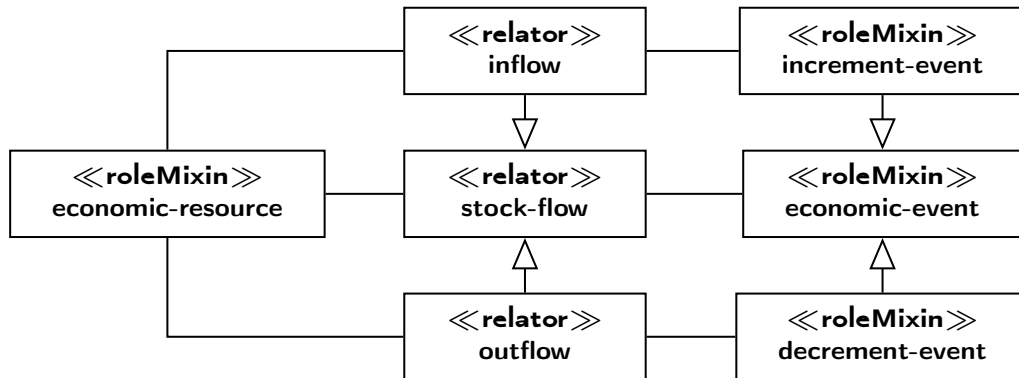 ≪relator≫
inflow
≪roleMixin≫
increment-event
≪roleMixin≫
economic-resource
≪relator≫
stock-flow
≪roleMixin≫
economic-event
≪relator≫
outflow
≪roleMixin≫
decrement-event